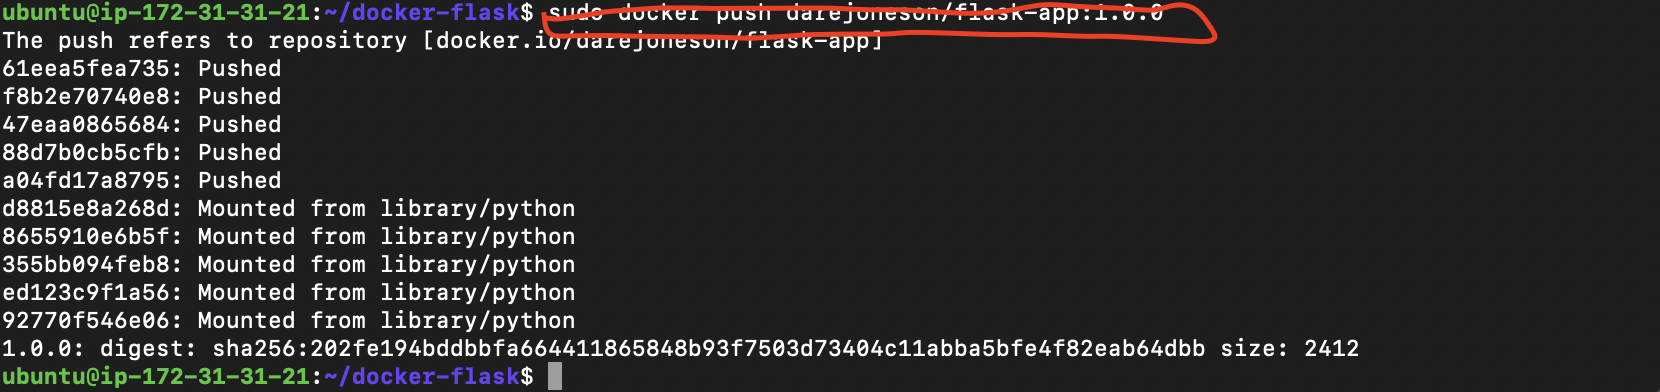 ubuntu@ip-172-31-31-21:~/docker-flask$ sudo docker push darejoneson/flask-app:1.0.0
The push refers to repository [docker.io/darejoneson/flask-app]
61eea5fea735: Pushed
f8b2e70740e8: Pushed
47eaa0865684: Pushed
88d7b0cb5cfb: Pushed
a04fd17a8795: Pushed
d8815e8a268d: Mounted from library/python
8655910e6b5f: Mounted from library/python
355bb094feb8: Mounted from library/python
ed123c9f1a56: Mounted from library/python
92770f546e06: Mounted from library/python
1.0.0: digest: sha256:202fe194bddbbfa664411865848b93f7503d73404c11abba5bfe4f82eab64dbb size: 2412
ubuntu@ip-172-31-31-21:~/docker-flask$